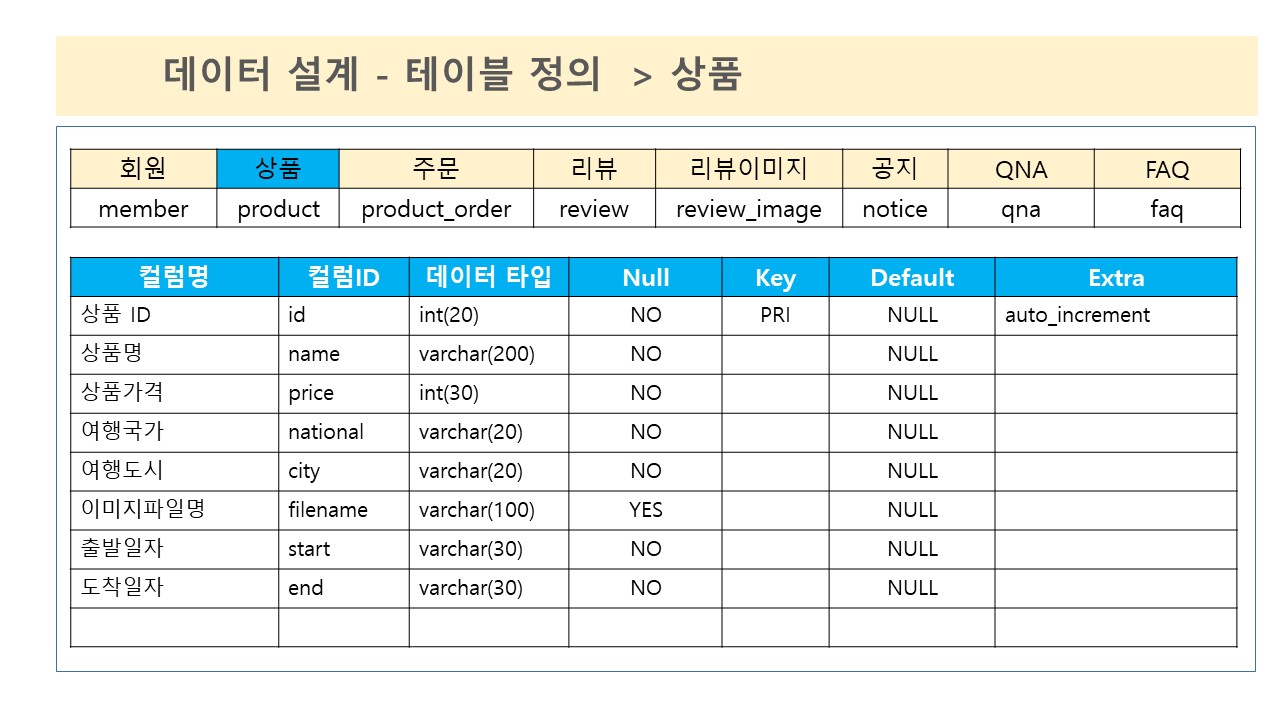 데이터 설계 - 테이블 정의 > 상품
회원 상품 주문 리뷰 리뷰이미지 공지 QNA FAQ
member product product_order review review_image notice qna faq
컬럼명 컬럼ID 데이터 타입 Null Key Default Extra
상품 ID id int(20) NO PRI NULL auto_increment
상품명 name varchar(200) NO NULL
상품가격 price int(30) NO NULL
여행국가 national varchar(20) NO NULL
여행도시 city varchar(20) NO NULL
이미지파일명 filename varchar(100) YES NULL
출발일자 start varchar(30) NO NULL
도착일자 end varchar(30) NO NULL